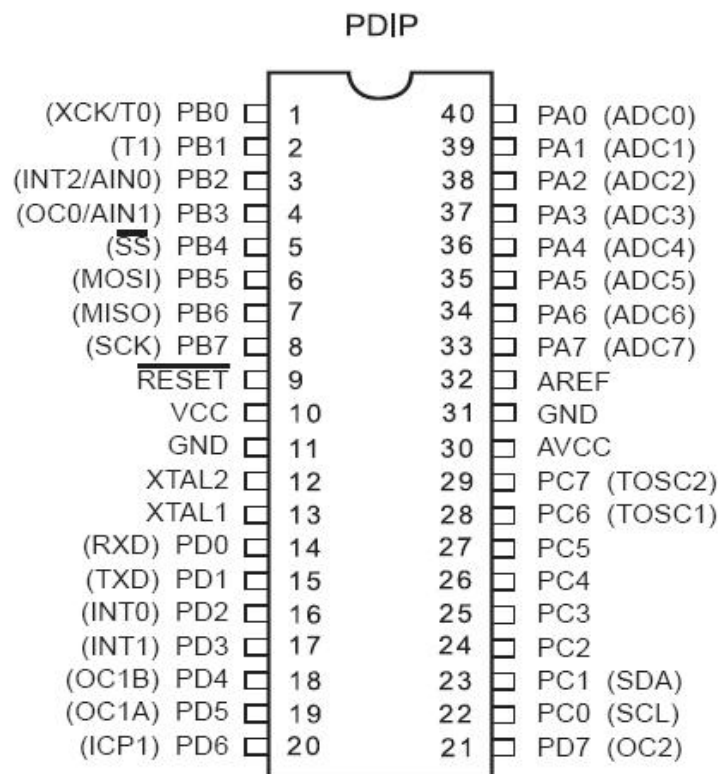 PDIP
(XCK/T0) PB0 1 40 PA0 (ADC0)
(T1) PB1 2 39 PA1 (ADC1)
(INT2/AIN0) PB2 3 38 PA2 (ADC2)
(OC0/AIN1) PB3 4 37 PA3 (ADC3)
(SS) PB4 5 36 PA4 (ADC4)
(MOSI) PB5 6 35 PA5 (ADC5)
(MISO) PB6 7 34 PA6 (ADC6)
(SCK) PB7 8 33 PA7 (ADC7)
RESET 9 32 AREF
VCC 10 31 GND
GND 11 30 AVCC
XTAL2 12 29 PC7 (TOSC2)
XTAL1 13 28 PC6 (TOSC1)
(RXD) PD0 14 27 PC5
(TXD) PD1 15 26 PC4
(INT0) PD2 16 25 PC3
(INT1) PD3 17 24 PC2
(OC1B) PD4 18 23 PC1 (SDA)
(OC1A) PD5 19 22 PC0 (SCL)
(ICP1) PD6 20 21 PD7 (OC2)